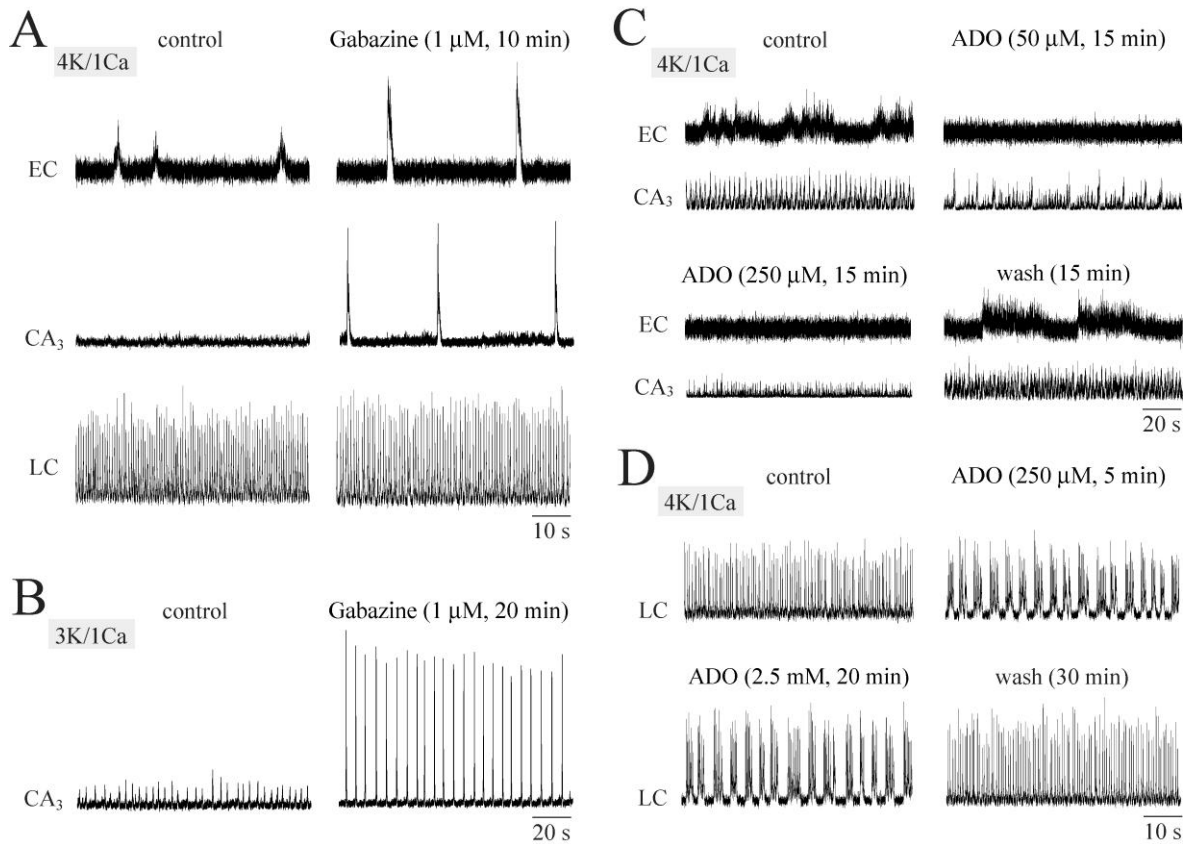 A
control
Gabazine (1 µM, 10 min)
4K/1Ca
EC
CA₃
LC
10 s
B
control
Gabazine (1 µM, 20 min)
3K/1Ca
CA₃
20 s
C
control
ADO (50 µM, 15 min)
4K/1Ca
EC
CA₃
ADO (250 µM, 15 min)
wash (15 min)
EC
CA₃
20 s
D
control
ADO (250 µM, 5 min)
4K/1Ca
LC
ADO (2.5 mM, 20 min)
wash (30 min)
LC
10 s